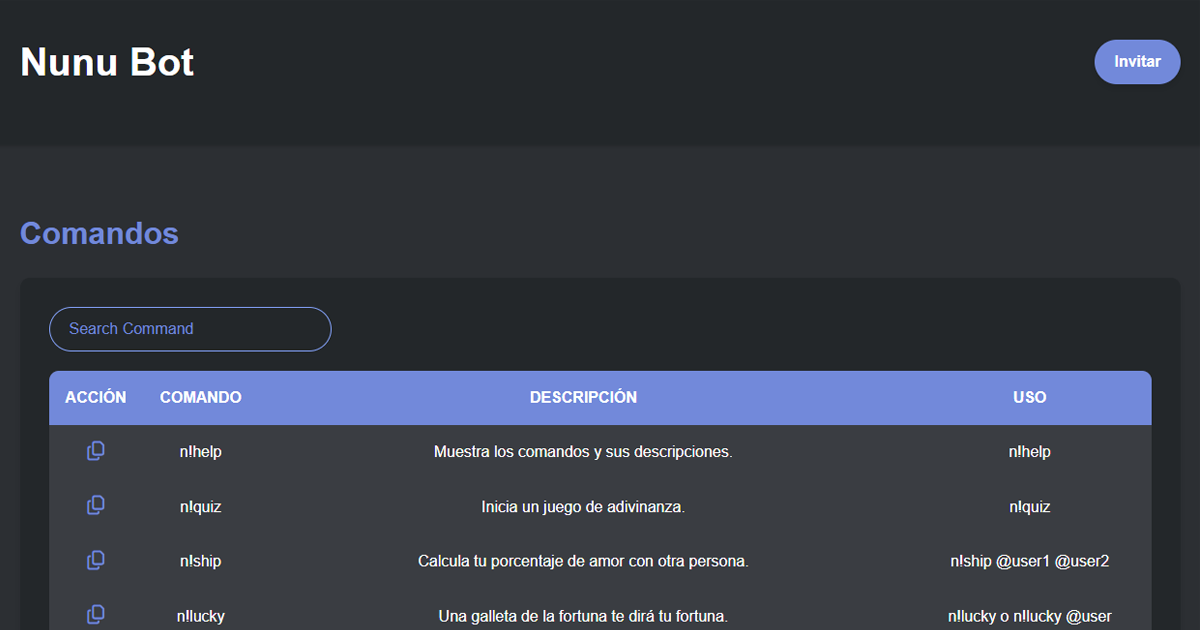 Nunu Bot
Invitar
Comandos
Search Command
ACCIÓN COMANDO DESCRIPCIÓN USO
n!help Muestra los comandos y sus descripciones. n!help
n!quiz Inicia un juego de adivinanza. n!quiz
n!ship Calcula tu porcentaje de amor con otra persona. n!ship @user1 @user2
n!lucky Una galleta de la fortuna te dirá tu fortuna. n!lucky o n!lucky @user